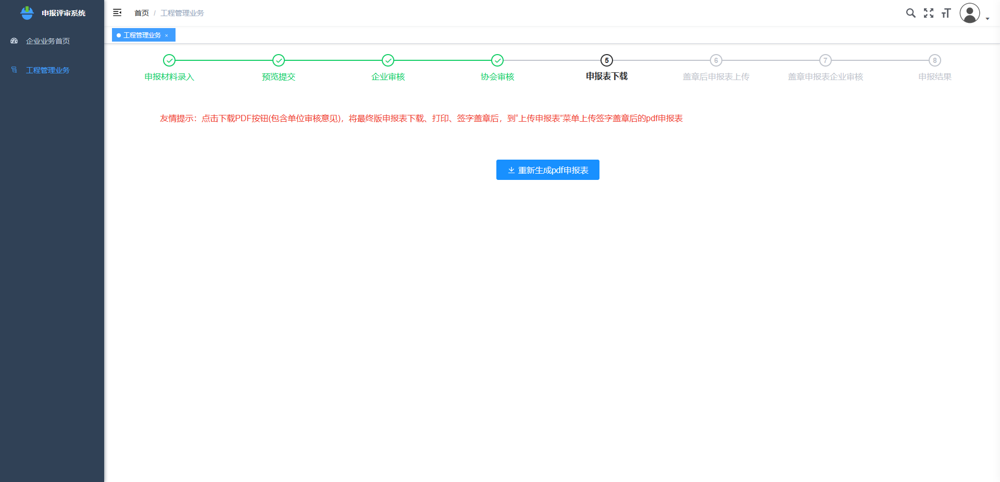 申报评审系统
企业业务首页
工程管理业务
首页 / 工程管理业务
工程管理业务 ×
5 6 7 8
申报材料录入 预览提交 企业审核 协会审核 申报表下载 盖章后申报表上传 盖章申报表企业审核 申报结果
友情提示：点击下载PDF按钮(包含单位审核意见)，将最终版申报表下载、打印、签字盖章后，到“上传申报表”菜单上传签字盖章后的pdf申报表
重新生成pdf申报表